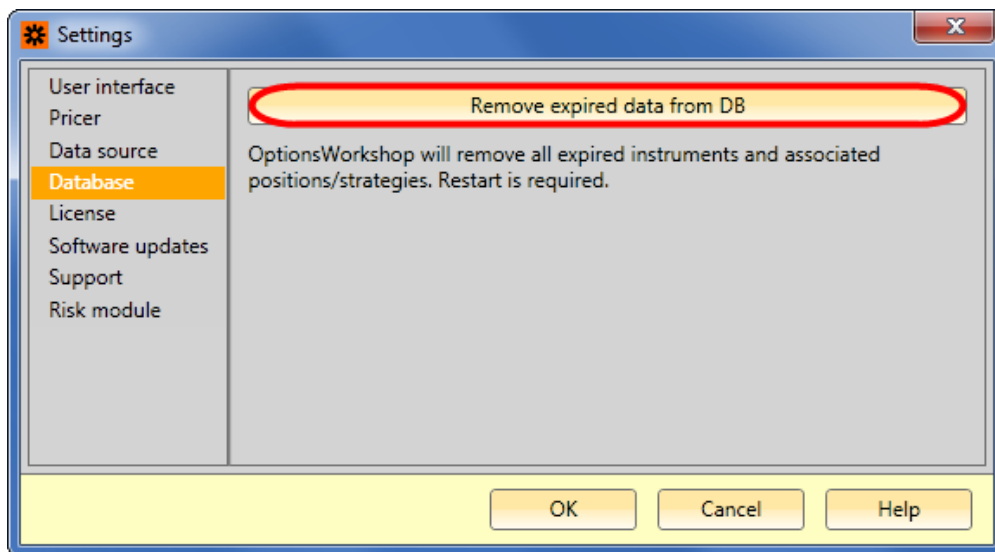 Settings
User interface
Pricer
Data source
Database
License
Software updates
Support
Risk module
Remove expired data from DB
OptionsWorkshop will remove all expired instruments and associated
positions/strategies. Restart is required.
OK
Cancel
Help